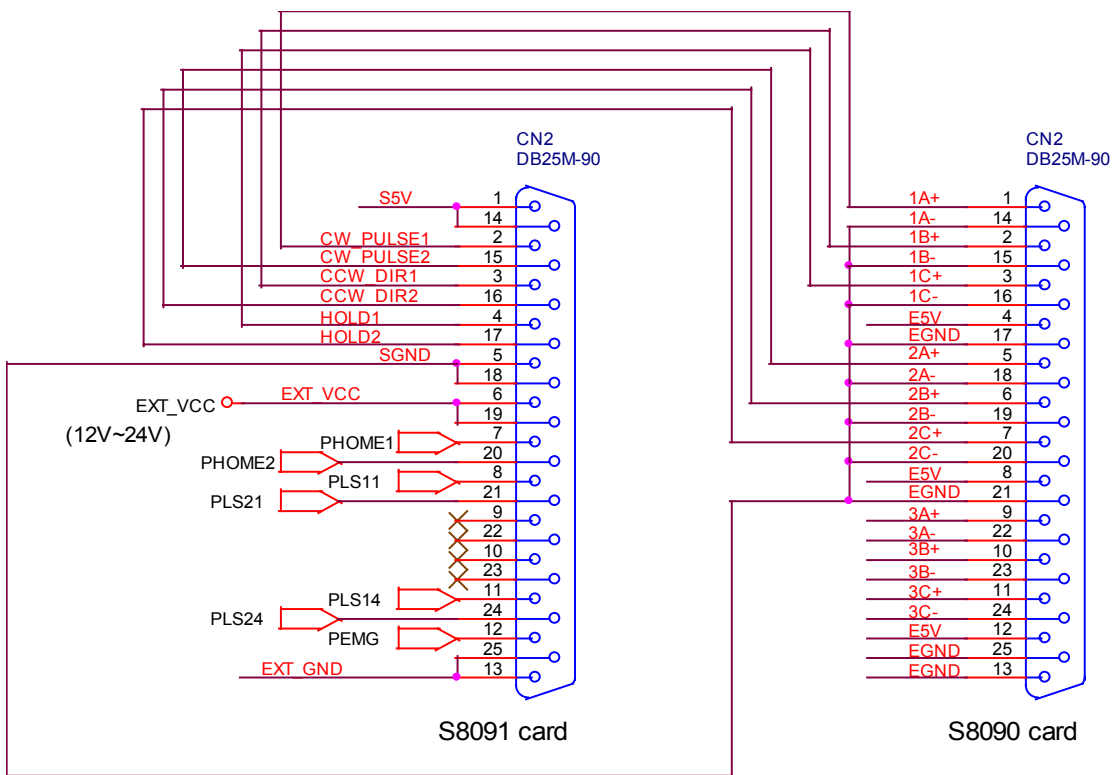 CN2
DB25M-90
S5V 1
14
CW_PULSE1 2
CW_PULSE2 15
CCW_DIR1 3
CCW_DIR2 16
HOLD1 4
HOLD2 17
SGND 5
18
EXT_VCC EXT_VCC 6
(12V~24V)
19
PHOME1 7
PHOME2 20
PLS11 8
PLS21 21
9
22
10
23
PLS14 11
PLS24 24
PEMG 12
25
EXT_GND 13
S8091 card
CN2
DB25M-90
1A+ 1
1A- 14
1B+ 2
1B- 15
1C+ 3
1C- 16
E5V 4
EGND 17
2A+ 5
2A- 18
2B+ 6
2B- 19
2C+ 7
2C- 20
E5V 8
EGND 21
3A+ 9
3A- 22
3B+ 10
3B- 23
3C+ 11
3C- 24
E5V 12
EGND 25
EGND 13
S8090 card